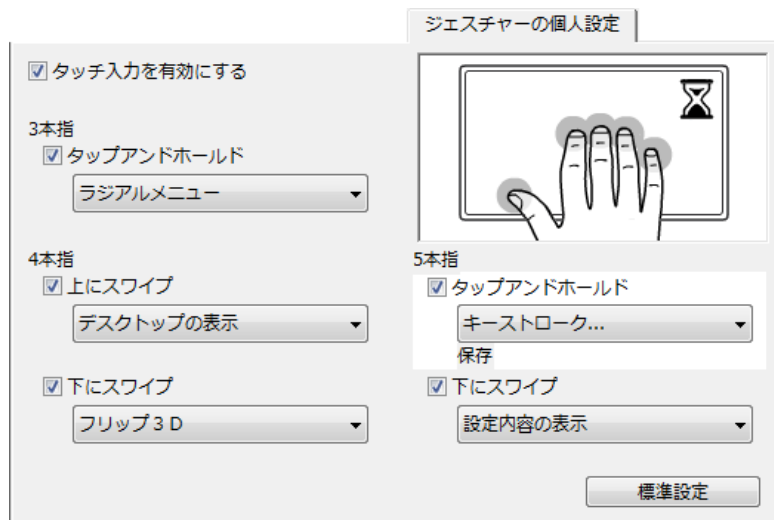 ジェスチャーの個人設定
タッチ入力を有効にする
3本指
タップアンドホールド
ラジアルメニュー
4本指
上にスワイプ
デスクトップの表示
下にスワイプ
フリップ3D
5本指
タップアンドホールド
キーストローク...
保存
下にスワイプ
設定内容の表示
標準設定